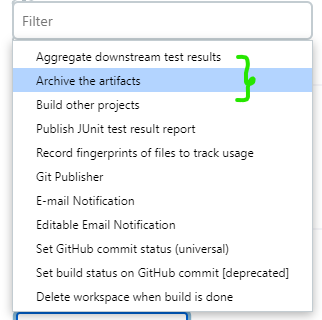 Filter
Aggregate downstream test results
Archive the artifacts
Build other projects
Publish JUnit test result report
Record fingerprints of files to track usage
Git Publisher
E-mail Notification
Editable Email Notification
Set GitHub commit status (universal)
Set build status on GitHub commit [deprecated]
Delete workspace when build is done